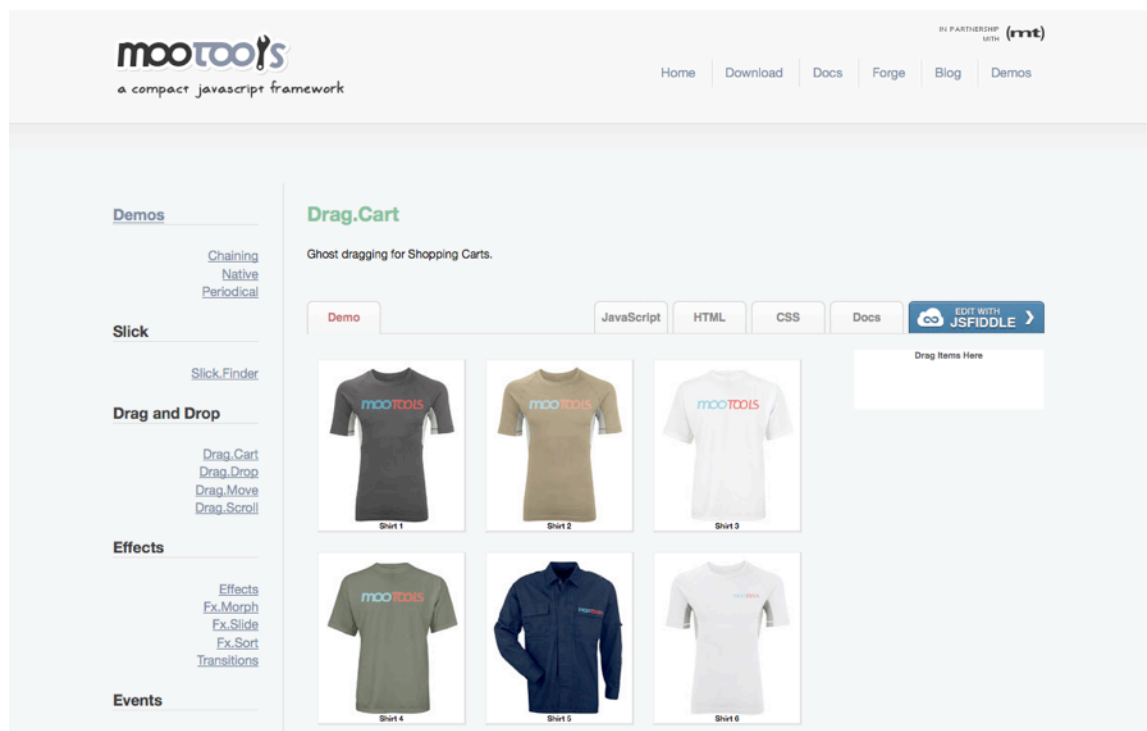 IN PARTNERSHIP
WITH (mt)
mootools
a compact javascript framework
Home Download Docs Forge Blog Demos
Demos
Chaining
Native
Periodical
Slick
Slick.Finder
Drag and Drop
Drag.Cart
Drag.Drop
Drag.Move
Drag.Scroll
Effects
Effects
Fx.Morph
Fx.Slide
Fx.Sort
Transitions
Events
Drag.Cart
Ghost dragging for Shopping Carts.
Demo JavaScript HTML CSS Docs EDIT WITH
JSFIDDLE
Drag Items Here
mooTOOLS mooTOOLS mooTOOLS
Shirt 1 Shirt 2 Shirt 3
mooTOOLS mooTOOLS mooTOOLS
Shirt 4 Shirt 5 Shirt 6